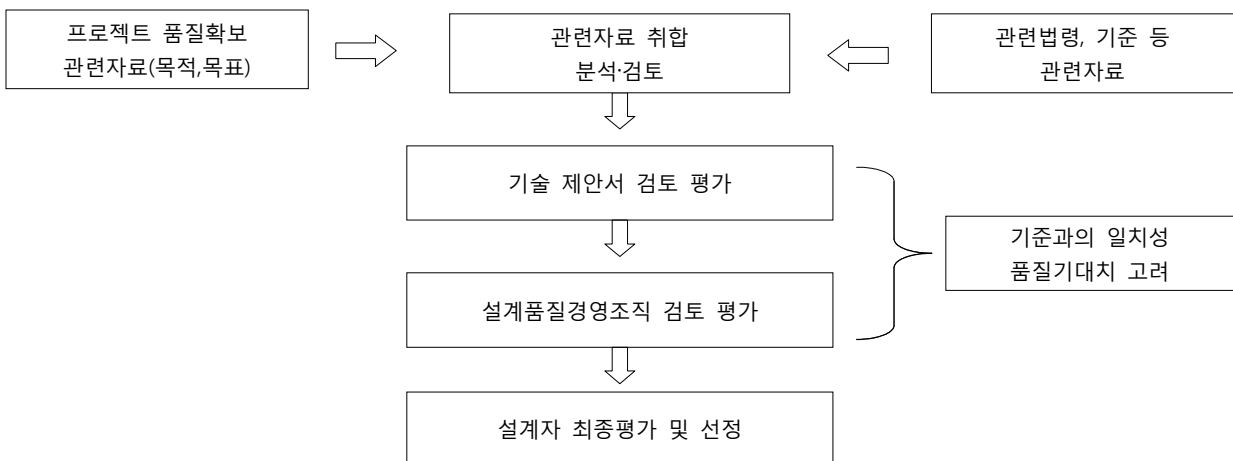 프로젝트 품질확보
관련자료(목적,목표)
관련자료 취합
분석·검토
관련법령, 기준 등
관련자료
기술 제안서 검토 평가
기준과의 일치성
품질기대치 고려
설계품질경영조직 검토 평가
설계자 최종평가 및 선정